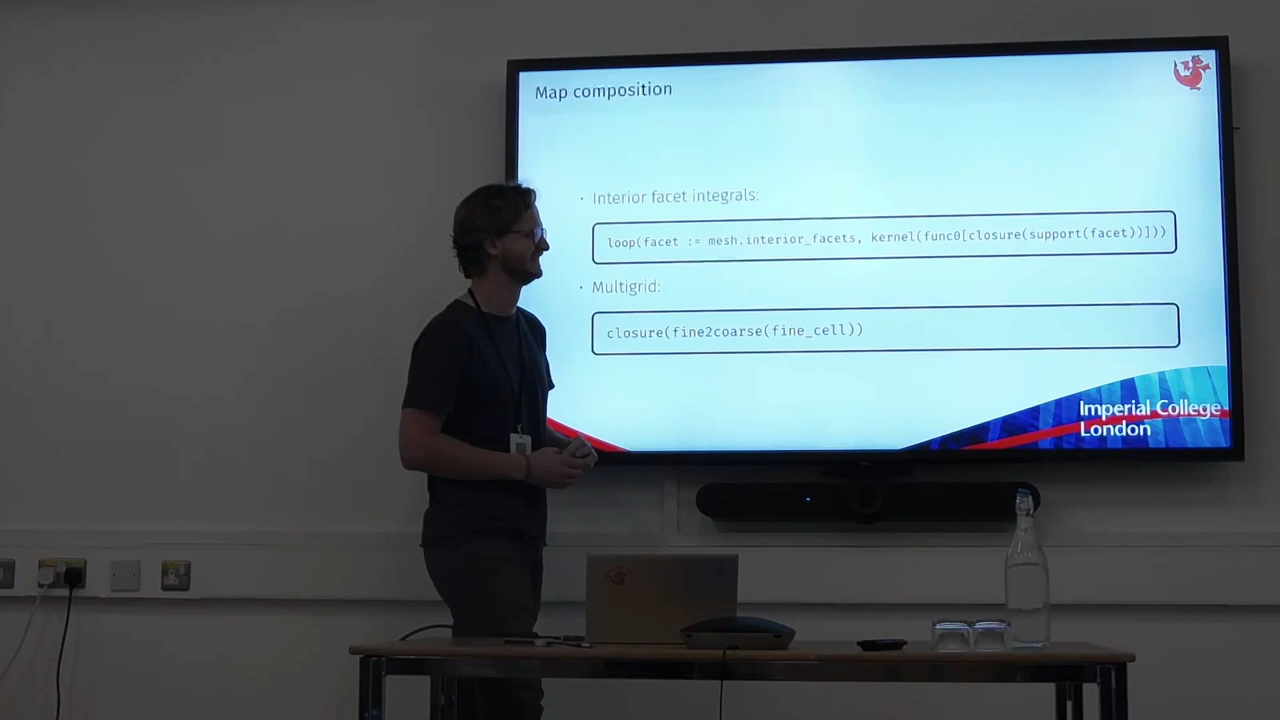 Map composition
· Interior facet integrals:
loop(facet := mesh.interior_facets, kernel(func0[closure(support(facet))]))
· Multigrid:
closure(fine2coarse(fine_cell))
Imperial College
London